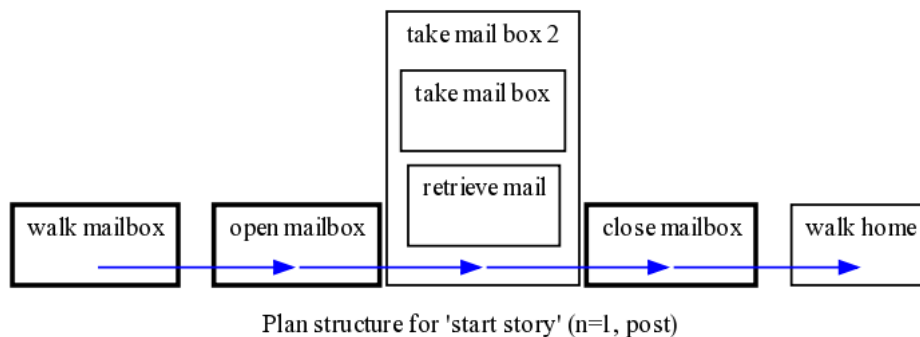 take mail box 2
take mail box
retrieve mail
walk mailbox
open mailbox
close mailbox
walk home
Plan structure for 'start story' (n=1, post)